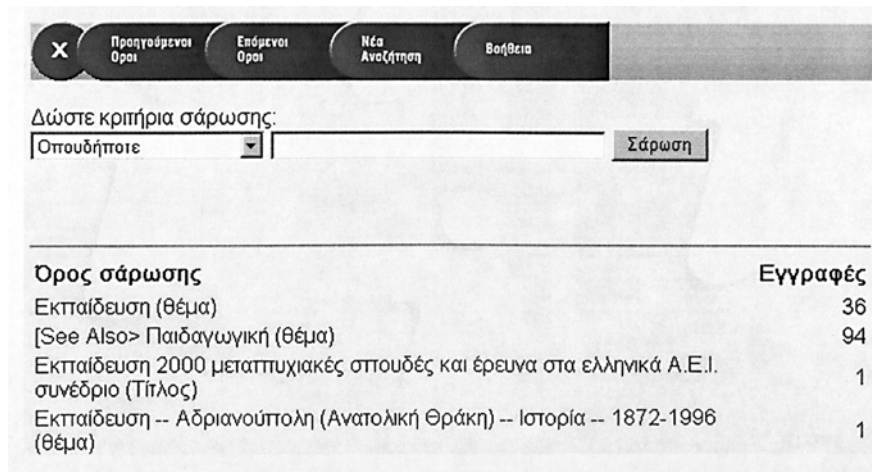 X Προηγούμενοι Όροι Επόμενοι Όροι Νέα Αναζήτηση Βοήθεια
Δώστε κριτήρια σάρωσης:
Οπουδήποτε Σάρωση
Όρος σάρωσης Εγγραφές
Εκπαίδευση (θέμα) 36
[See Also> Παιδαγωγική (θέμα) 94
Εκπαίδευση 2000 μεταπτυχιακές σπουδές και έρευνα στα ελληνικά Α.Ε.Ι.
συνέδριο (Τίτλος) 1
Εκπαίδευση -- Αδριανούπολη (Ανατολική Θράκη) -- Ιστορία -- 1872-1996
(θέμα) 1